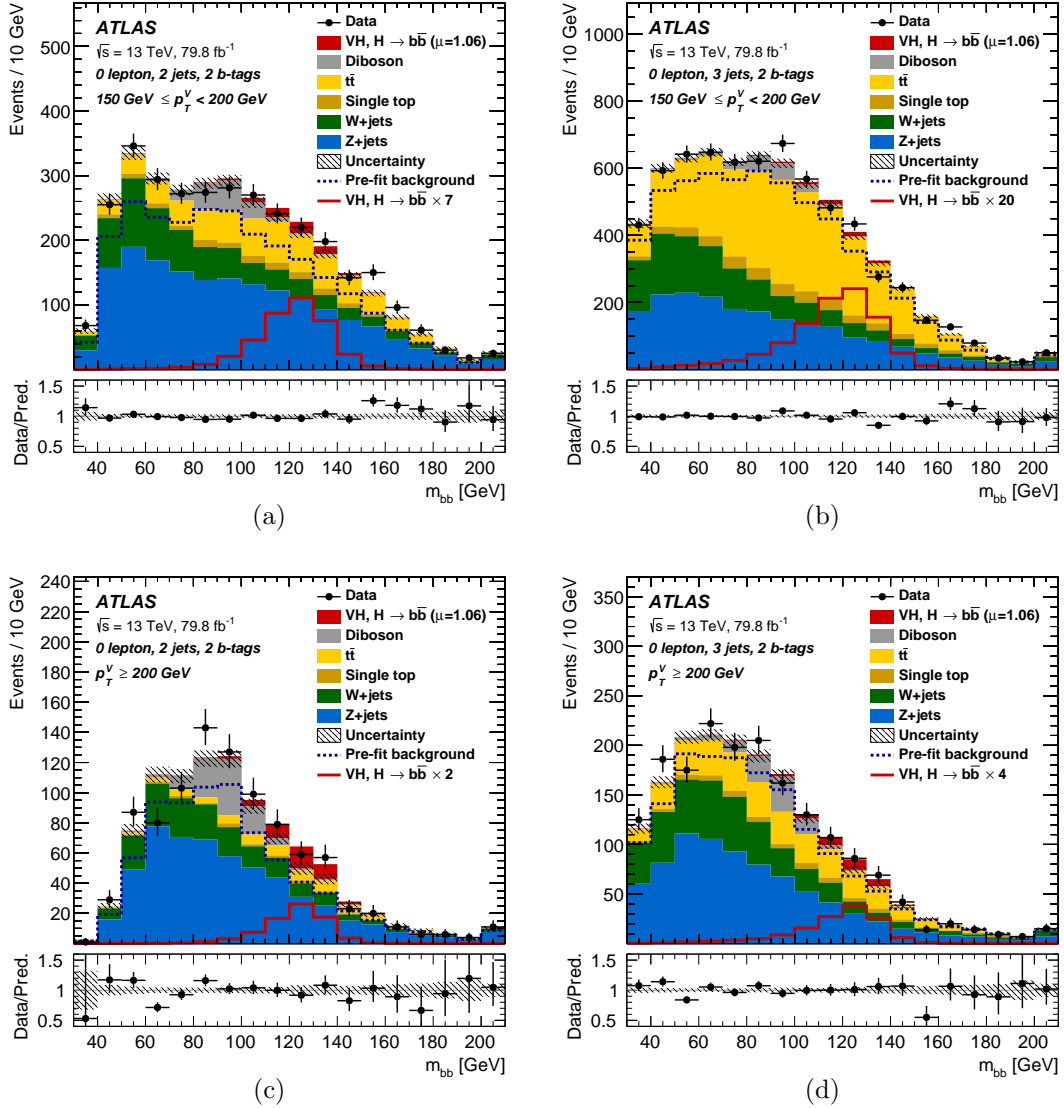 Events / 10 GeV
500
400
300
200
100
ATLAS
√s = 13 TeV, 79.8 fb⁻¹
0 lepton, 2 jets, 2 b-tags
150 GeV ≤ p_T^V < 200 GeV
Data
VH, H → bb̄ (μ=1.06)
Diboson
tt̄
Single top
W+jets
Z+jets
Uncertainty
Pre-fit background
VH, H → bb̄ × 7
Data/Pred.
1.5
1
0.5
40 60 80 100 120 140 160 180 200
m_bb [GeV]
(a)
Events / 10 GeV
1000
800
600
400
200
ATLAS
√s = 13 TeV, 79.8 fb⁻¹
0 lepton, 3 jets, 2 b-tags
150 GeV ≤ p_T^V < 200 GeV
Data
VH, H → bb̄ (μ=1.06)
Diboson
tt̄
Single top
W+jets
Z+jets
Uncertainty
Pre-fit background
VH, H → bb̄ × 20
Data/Pred.
1.5
1
0.5
40 60 80 100 120 140 160 180 200
m_bb [GeV]
(b)
Events / 10 GeV
240
220
200
180
160
140
120
100
80
60
40
20
ATLAS
√s = 13 TeV, 79.8 fb⁻¹
0 lepton, 2 jets, 2 b-tags
p_T^V ≥ 200 GeV
Data
VH, H → bb̄ (μ=1.06)
Diboson
tt̄
Single top
W+jets
Z+jets
Uncertainty
Pre-fit background
VH, H → bb̄ × 2
Data/Pred.
1.5
1
0.5
40 60 80 100 120 140 160 180 200
m_bb [GeV]
(c)
Events / 10 GeV
350
300
250
200
150
100
50
ATLAS
√s = 13 TeV, 79.8 fb⁻¹
0 lepton, 3 jets, 2 b-tags
p_T^V ≥ 200 GeV
Data
VH, H → bb̄ (μ=1.06)
Diboson
tt̄
Single top
W+jets
Z+jets
Uncertainty
Pre-fit background
VH, H → bb̄ × 4
Data/Pred.
1.5
1
0.5
40 60 80 100 120 140 160 180 200
m_bb [GeV]
(d)